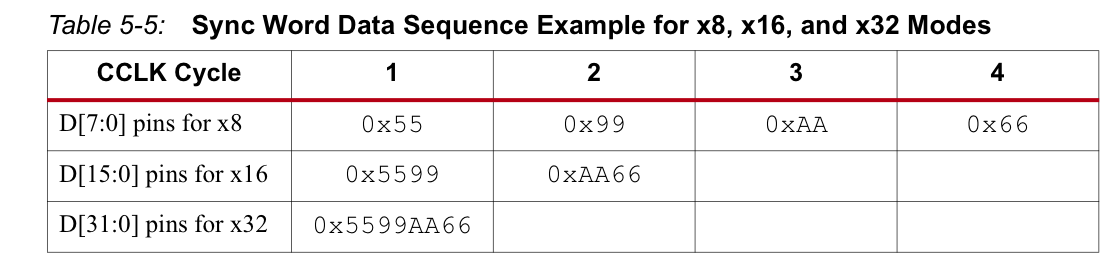 Table 5-5: Sync Word Data Sequence Example for x8, x16, and x32 Modes
CCLK Cycle 1 2 3 4
D[7:0] pins for x8 0x55 0x99 0xAA 0x66
D[15:0] pins for x16 0x5599 0xAA66
D[31:0] pins for x32 0x5599AA66